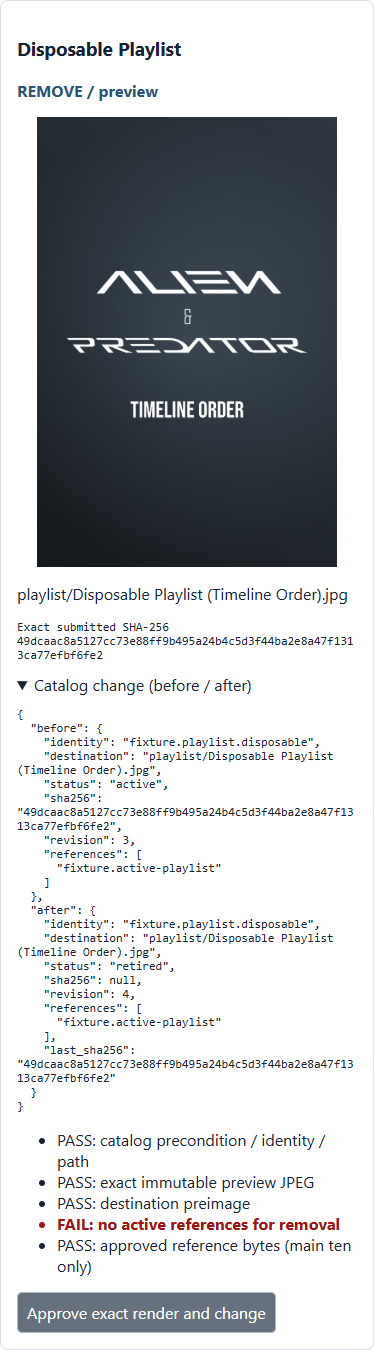 Disposable Playlist
REMOVE / preview
ALIEN
&
PREDATOR
TIMELINE ORDER
playlist/Disposable Playlist (Timeline Order).jpg
Exact submitted SHA-256
49dcaac8a5127cc73e88ff9b495a24b4c5d3f44ba2e8a47f131
3ca77efbf6fe2
▼ Catalog change (before / after)
{
  "before": {
    "identity": "fixture.playlist.disposable",
    "destination": "playlist/Disposable Playlist
(Timeline Order).jpg",
    "status": "active",
    "sha256":
"49dcaac8a5127cc73e88ff9b495a24b4c5d3f44ba2e8a47f13
13ca77efbf6fe2",
    "revision": 3,
    "references": [
      "fixture.active-playlist"
    ]
  },
  "after": {
    "identity": "fixture.playlist.disposable",
    "destination": "playlist/Disposable Playlist
(Timeline Order).jpg",
    "status": "retired",
    "sha256": null,
    "revision": 4,
    "references": [
      "fixture.active-playlist"
    ],
    "last_sha256":
"49dcaac8a5127cc73e88ff9b495a24b4c5d3f44ba2e8a47f13
13ca77efbf6fe2"
  }
}
• PASS: catalog precondition / identity /
path
• PASS: exact immutable preview JPEG
• PASS: destination preimage
• FAIL: no active references for removal
• PASS: approved reference bytes (main ten
only)
Approve exact render and change